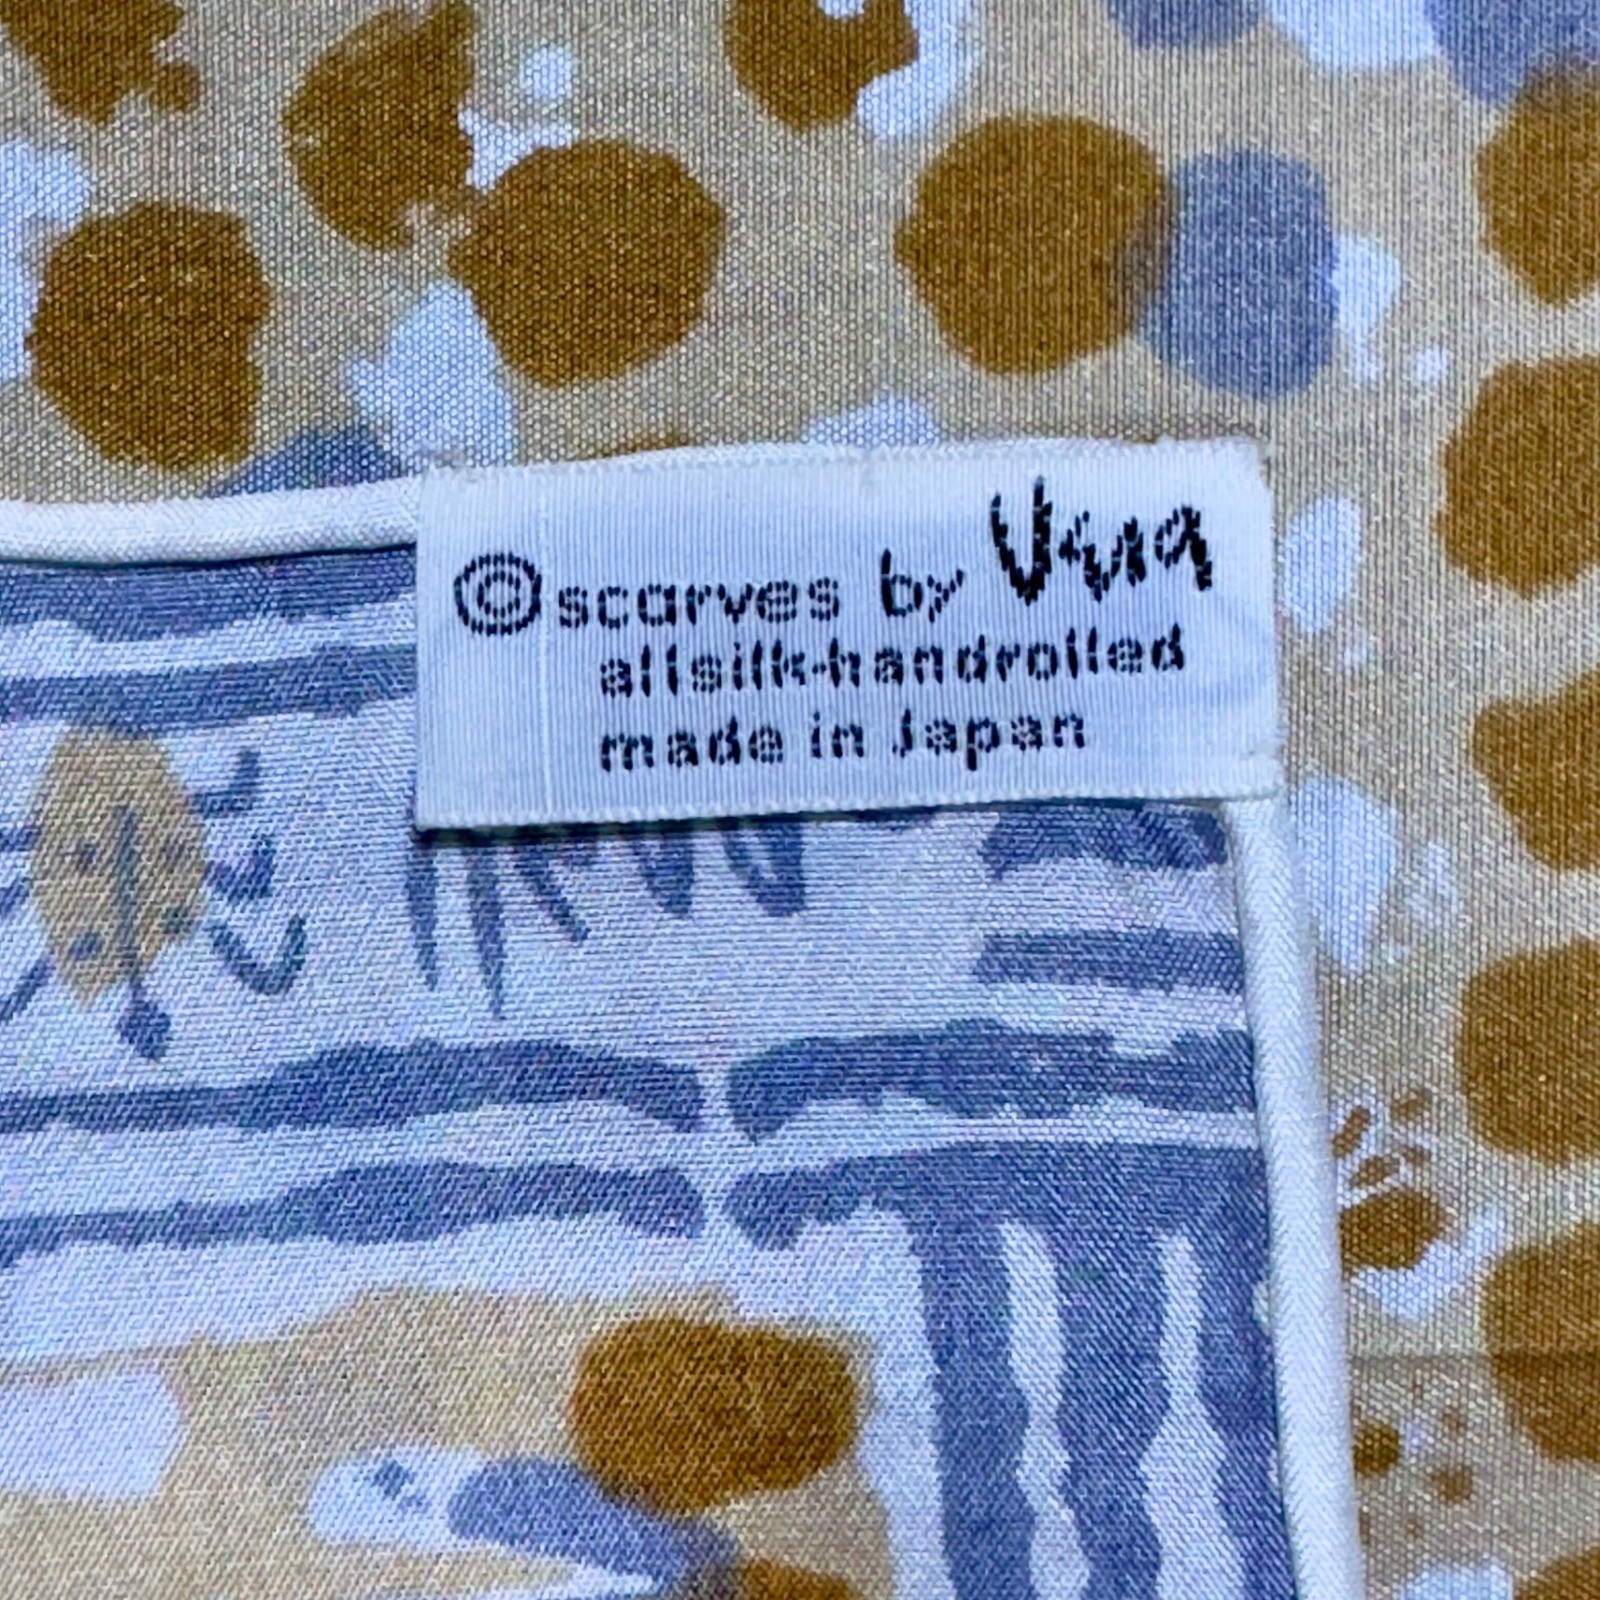 © scarves by Vera
allsilk-handrolled
made in Japan